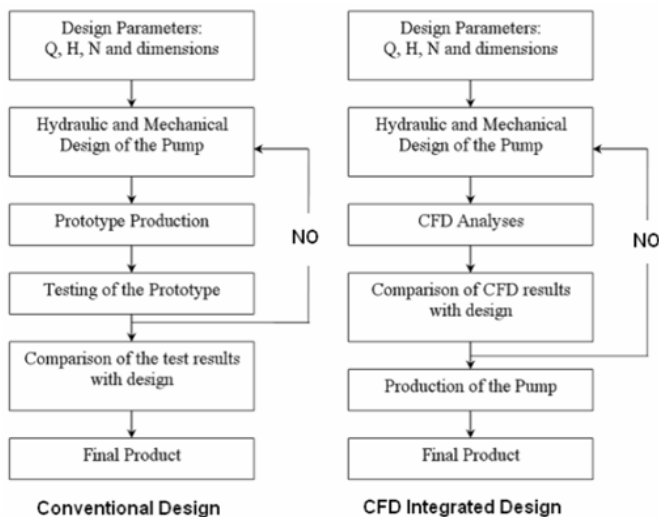 Design Parameters:
Q, H, N and dimensions
Hydraulic and Mechanical
Design of the Pump
Prototype Production
NO
Testing of the Prototype
Comparison of the test results
with design
Final Product
Conventional Design
Design Parameters:
Q, H, N and dimensions
Hydraulic and Mechanical
Design of the Pump
CFD Analyses
NO
Comparison of CFD results
with design
Production of the Pump
Final Product
CFD Integrated Design